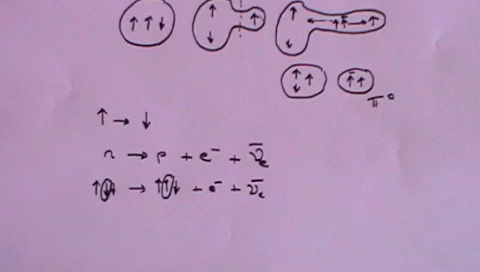 ↑ ↑ ↓
↑ ↑
↑ ↓ ← ↑ ↑̄ → ↑
↑ ↓ ↑ ↑̄ ↑
π⁰
↑ → ↓
n → p + e⁻ + ν̄ₑ
↑ ↓ ↓ → ↑ ↑ ↓ + e⁻ + ν̄ₑ